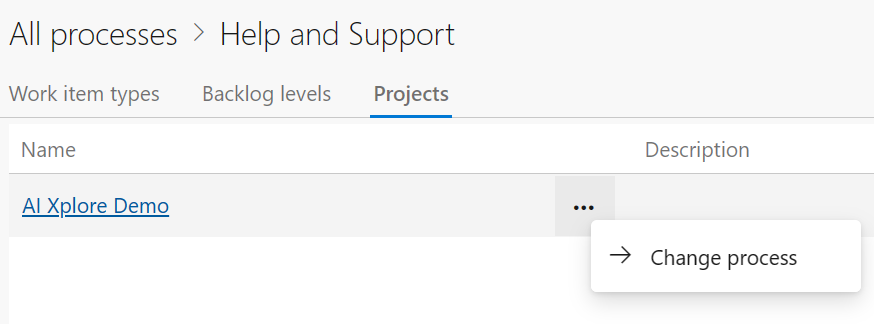 All processes > Help and Support
Work item types Backlog levels Projects
Name Description
AI Xplore Demo ...
→ Change process